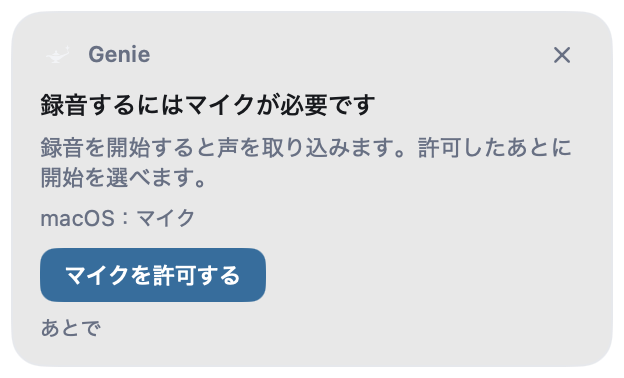 Genie
録音するにはマイクが必要です
録音を開始すると声を取り込みます。許可したあとに
開始を選べます。
macOS：マイク
マイクを許可する
あとで